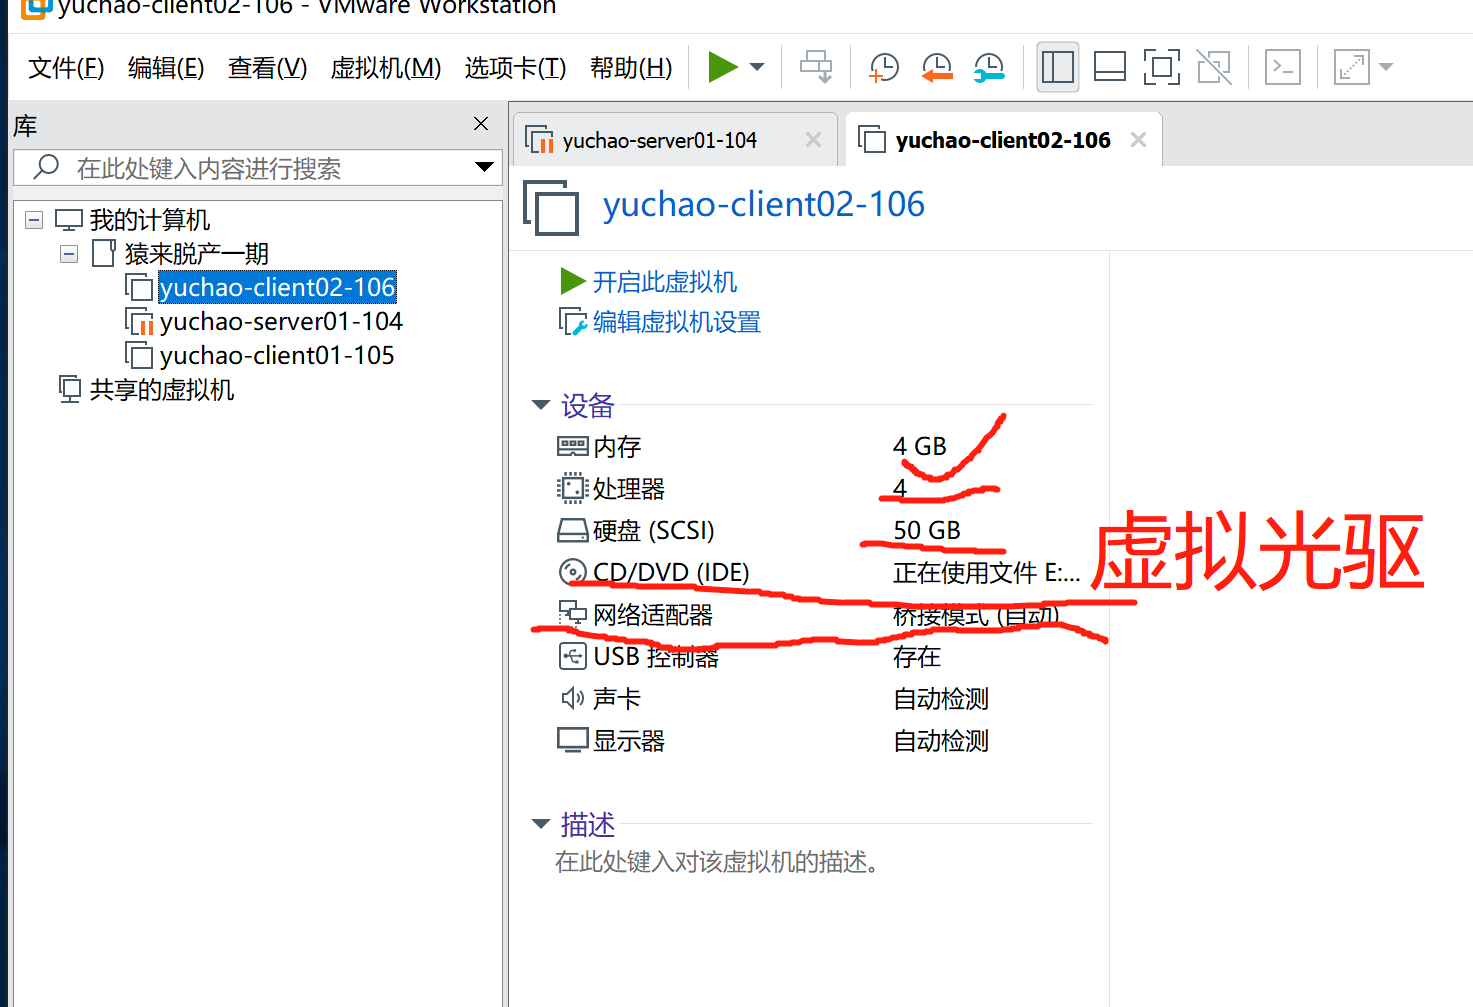 yuchao-client02-106 - VMware Workstation
文件(F) 编辑(E) 查看(V) 虚拟机(M) 选项卡(T) 帮助(H)
库
在此处键入内容进行搜索
我的计算机
猿来脱产一期
yuchao-client02-106
yuchao-server01-104
yuchao-client01-105
共享的虚拟机
yuchao-server01-104 yuchao-client02-106
yuchao-client02-106
开启此虚拟机
编辑虚拟机设置
设备
内存 4 GB
处理器 4
硬盘 (SCSI) 50 GB
CD/DVD (IDE) 正在使用文件 E:...
虚拟光驱
网络适配器 桥接模式 (自动)
USB 控制器 存在
声卡 自动检测
显示器 自动检测
描述
在此处键入对该虚拟机的描述。